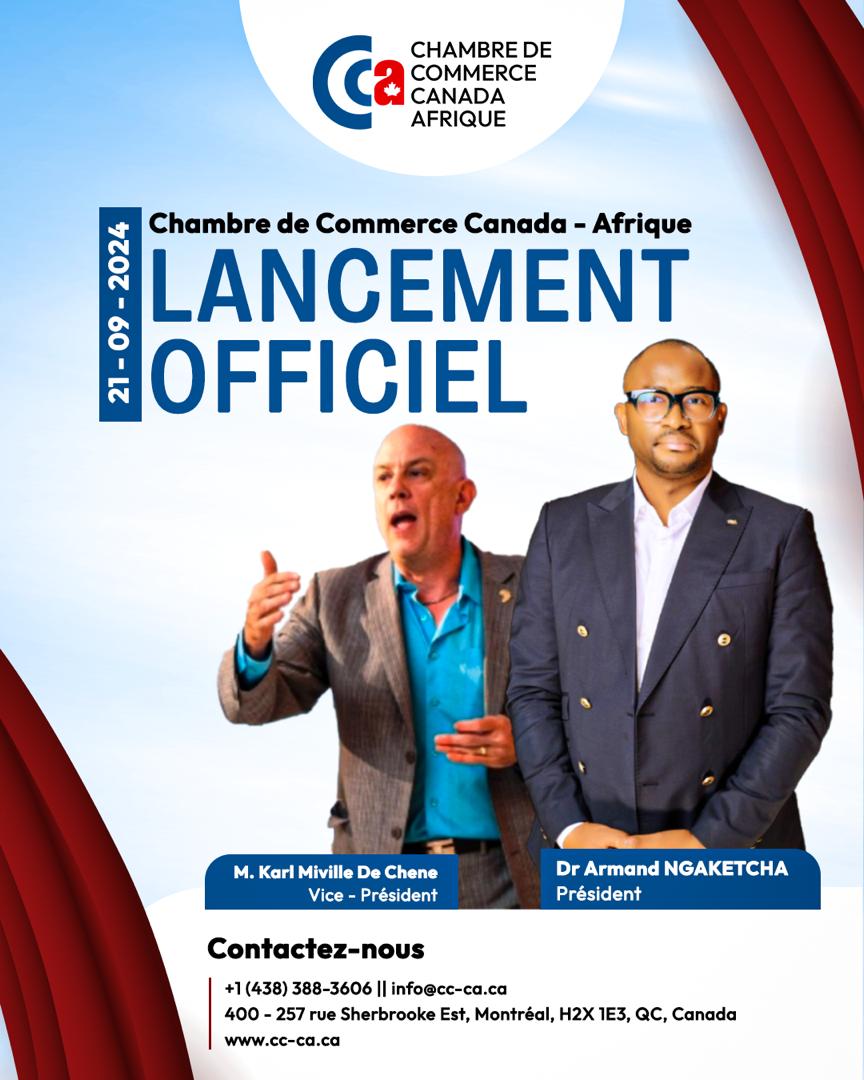 CCa
CHAMBRE DE
COMMERCE
CANADA
AFRIQUE
21 - 09 - 2024
Chambre de Commerce Canada - Afrique
LANCEMENT
OFFICIEL
M. Karl Miville De Chene
Vice - Président
Dr Armand NGAKETCHA
Président
Contactez-nous
+1 (438) 388-3606 || info@cc-ca.ca
400 - 257 rue Sherbrooke Est, Montréal, H2X 1E3, QC, Canada
www.cc-ca.ca